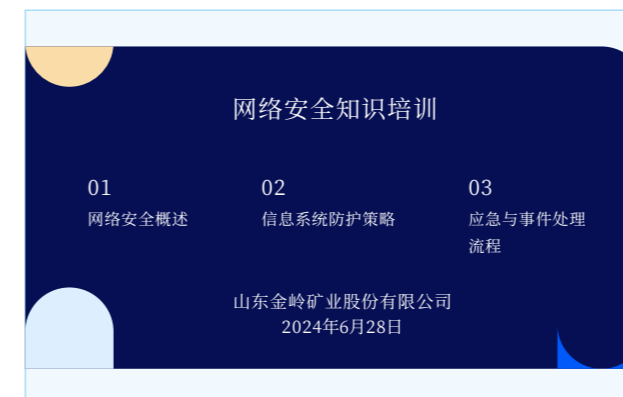 网络安全知识培训
01
网络安全概述
02
信息系统防护策略
03
应急与事件处理
流程
山东金岭矿业股份有限公司
2024年6月28日